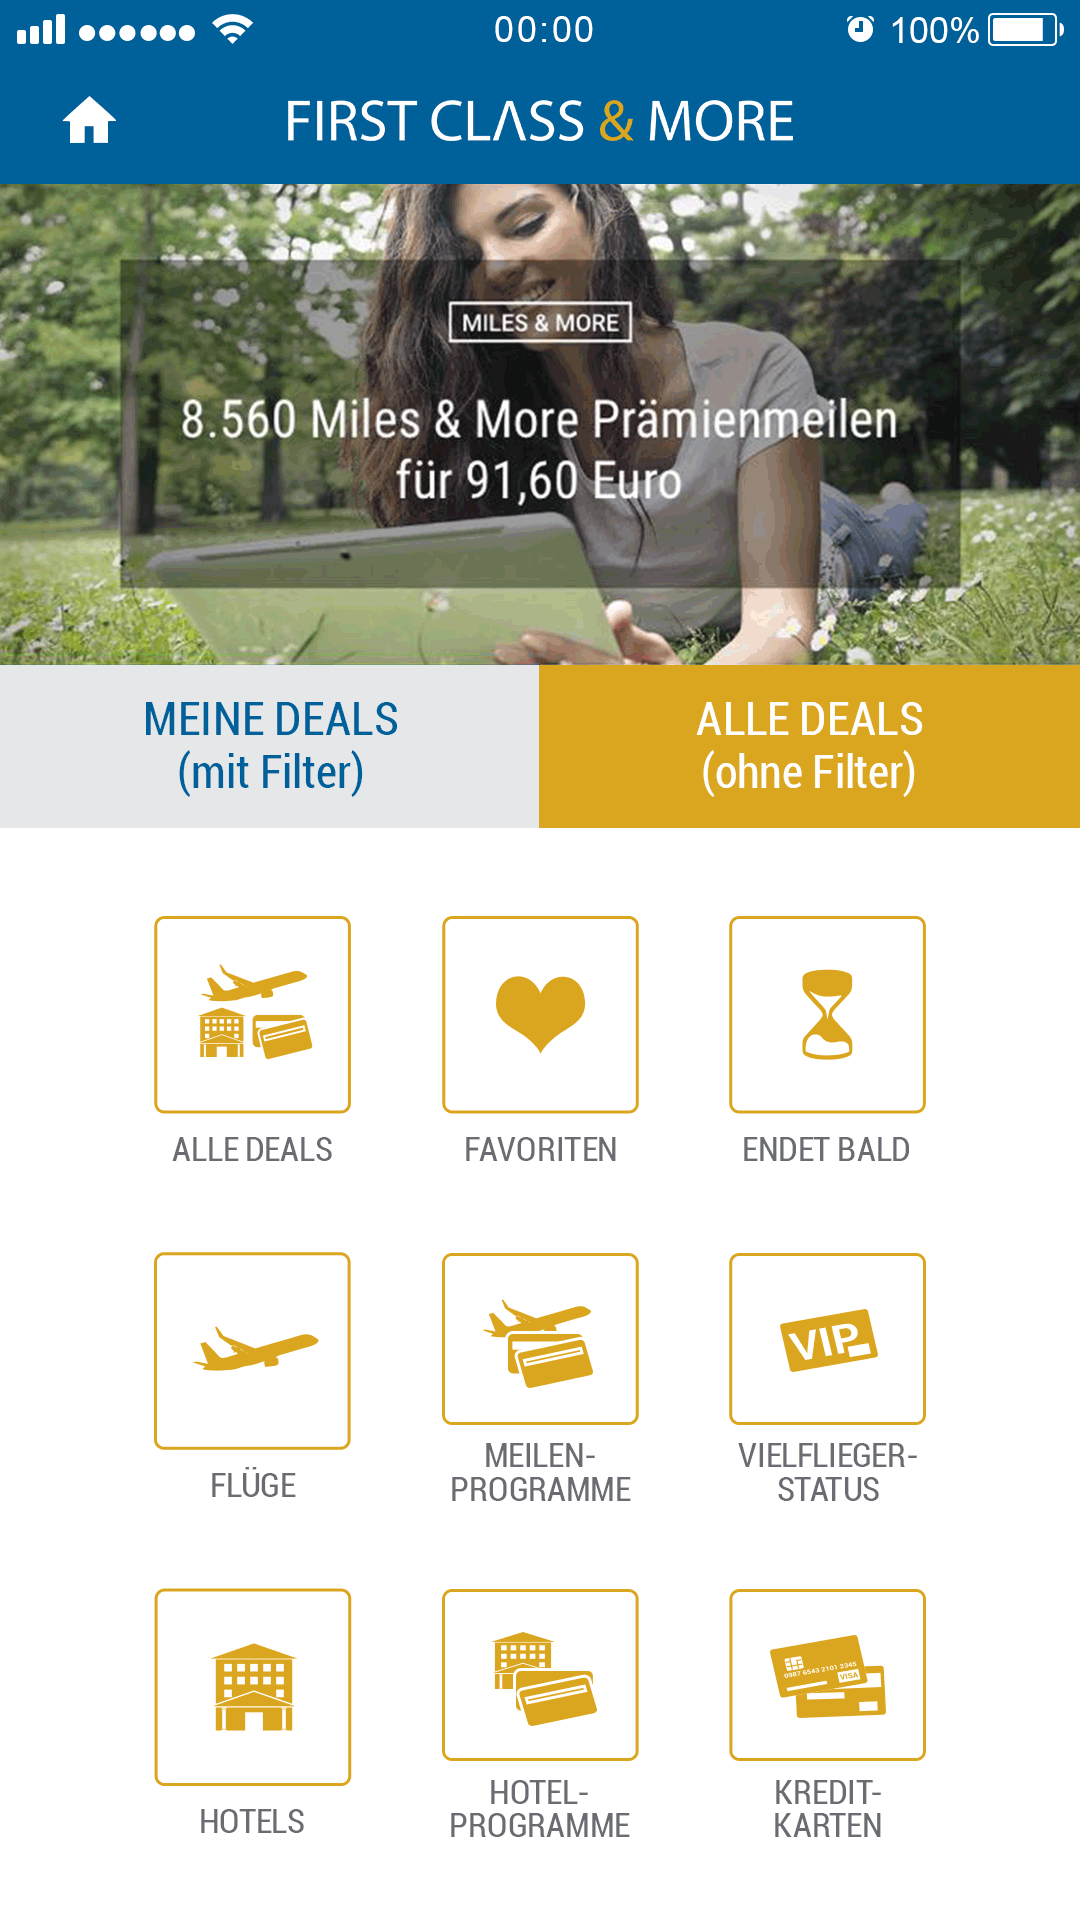 00:00
100%
FIRST CLASS & MORE
MILES & MORE
8.560 Miles & More Prämienmeilen
für 91,60 Euro
MEINE DEALS
(mit Filter)
ALLE DEALS
(ohne Filter)
ALLE DEALS
FAVORITEN
ENDET BALD
VIP
FLÜGE
MEILEN-
PROGRAMME
VIELFLIEGER-
STATUS
0987 6543 2101 2345
VISA
HOTELS
HOTEL-
PROGRAMME
KREDIT-
KARTEN